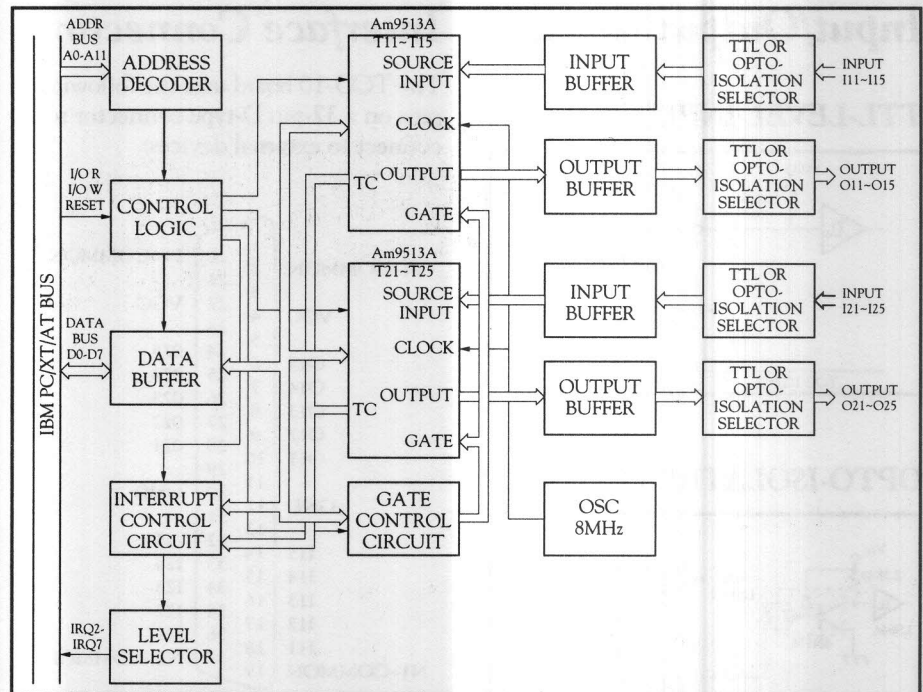 ADDR
BUS
A0-A11
ADDRESS
DECODER
I/O R
I/O W
RESET
CONTROL
LOGIC
IBM PC/XT/AT BUS
DATA
BUS
D0-D7
DATA
BUFFER
INTERRUPT
CONTROL
CIRCUIT
IRQ2-
IRQ7
LEVEL
SELECTOR
Am9513A
T11~T15
SOURCE
INPUT
CLOCK
OUTPUT
TC
GATE
Am9513A
T21~T25
SOURCE
INPUT
CLOCK
OUTPUT
TC
GATE
GATE
CONTROL
CIRCUIT
INPUT
BUFFER
TTL OR
OPTO-
ISOLATION
SELECTOR
INPUT
I11~I15
OUTPUT
BUFFER
TTL OR
OPTO-
ISOLATION
SELECTOR
OUTPUT
O11~O15
INPUT
BUFFER
TTL OR
OPTO-
ISOLATION
SELECTOR
INPUT
I21~I25
OUTPUT
BUFFER
TTL OR
OPTO-
ISOLATION
SELECTOR
OUTPUT
O21~O25
OSC
8MHz